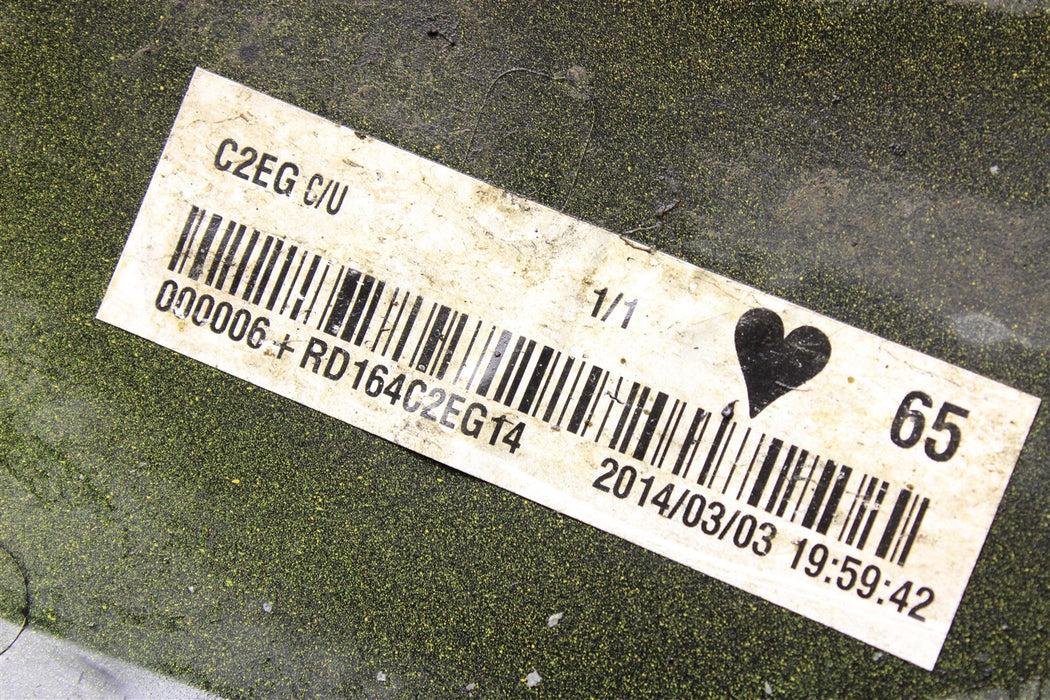 C2EG C/U
1/1
65
000006+RD164C2EG14
2014/03/03 19:59:42